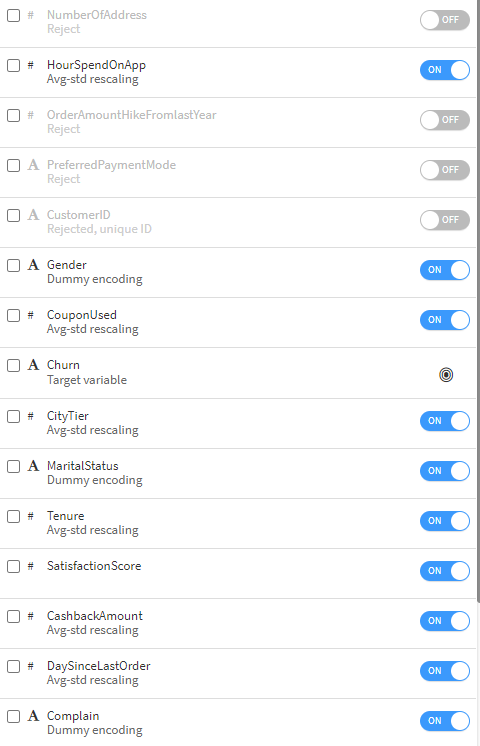 # NumberOfAddress OFF
Reject
# HourSpendOnApp ON
Avg-std rescaling
# OrderAmountHikeFromlastYear OFF
Reject
A PreferredPaymentMode OFF
Reject
A CustomerID OFF
Rejected, unique ID
A Gender ON
Dummy encoding
# CouponUsed ON
Avg-std rescaling
A Churn
Target variable
# CityTier ON
Avg-std rescaling
A MaritalStatus ON
Dummy encoding
# Tenure ON
Avg-std rescaling
# SatisfactionScore ON
# CashbackAmount ON
Avg-std rescaling
# DaySinceLastOrder ON
Avg-std rescaling
A Complain ON
Dummy encoding